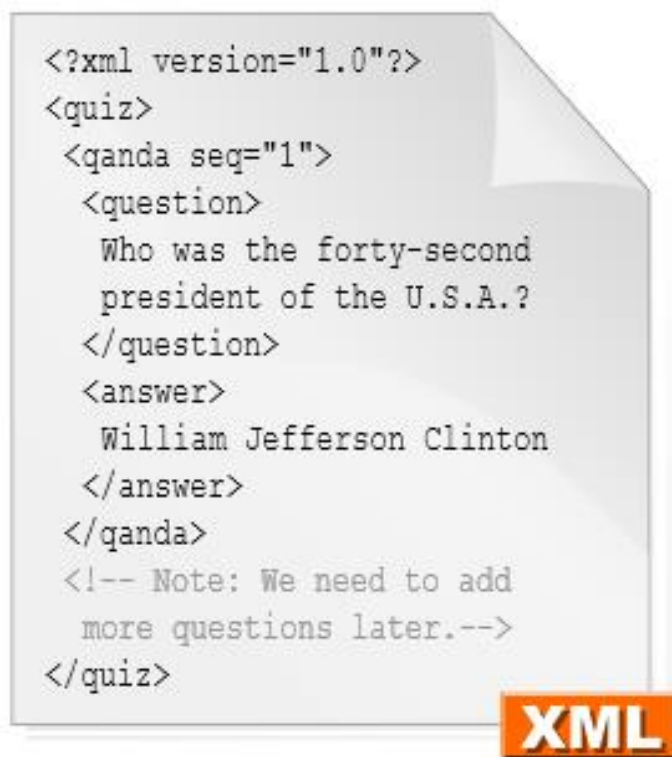 <?xml version="1.0"?>
<quiz>
<qanda seq="1">
<question>
Who was the forty-second
president of the U.S.A.?
</question>
<answer>
William Jefferson Clinton
</answer>
</qanda>
<!-- Note: We need to add
more questions later.-->
</quiz>
XML